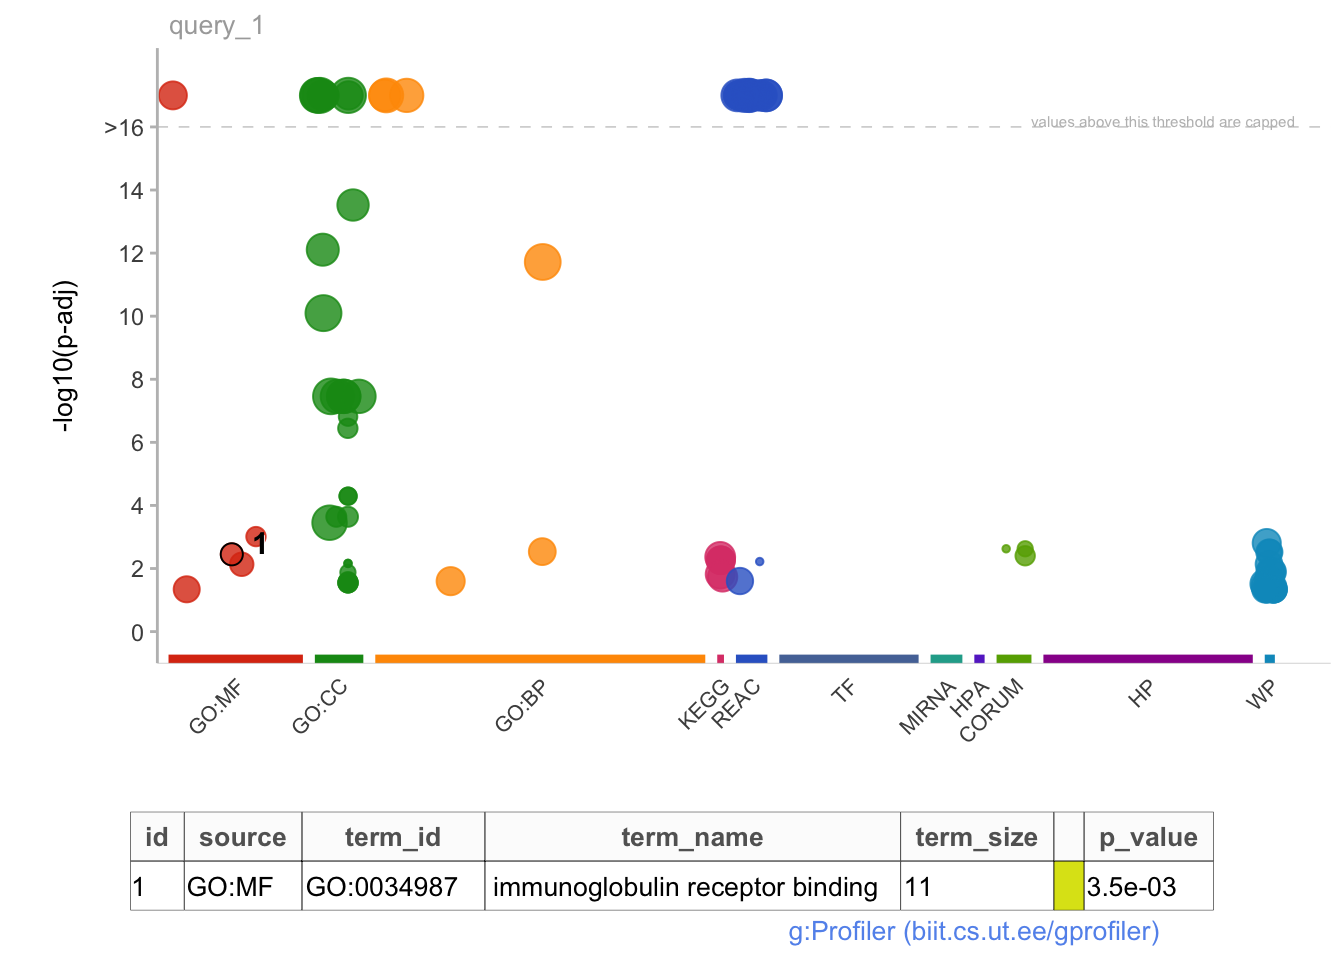 query_1
values above this threshold are capped
>16
14
12
10
8
6
4
2
0
-log10(p-adj)
1
GO:MF
GO:CC
GO:BP
KEGG
REAC
TF
MIRNA
HPA
CORUM
HP
WP
id source term_id term_name term_size p_value
1 GO:MF GO:0034987 immunoglobulin receptor binding 11 3.5e-03
g:Profiler (biit.cs.ut.ee/gprofiler)